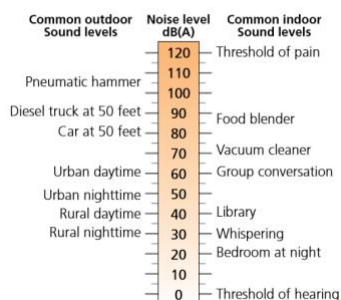 Common outdoor Noise level Common indoor
Sound levels dB(A) Sound levels
120 Threshold of pain
110
Pneumatic hammer
100
Diesel truck at 50 feet 90
Food blender
Car at 50 feet 80
70 Vacuum cleaner
Urban daytime 60 Group conversation
Urban nighttime 50
Rural daytime 40 Library
Rural nighttime 30 Whispering
20 Bedroom at night
10
0 Threshold of hearing